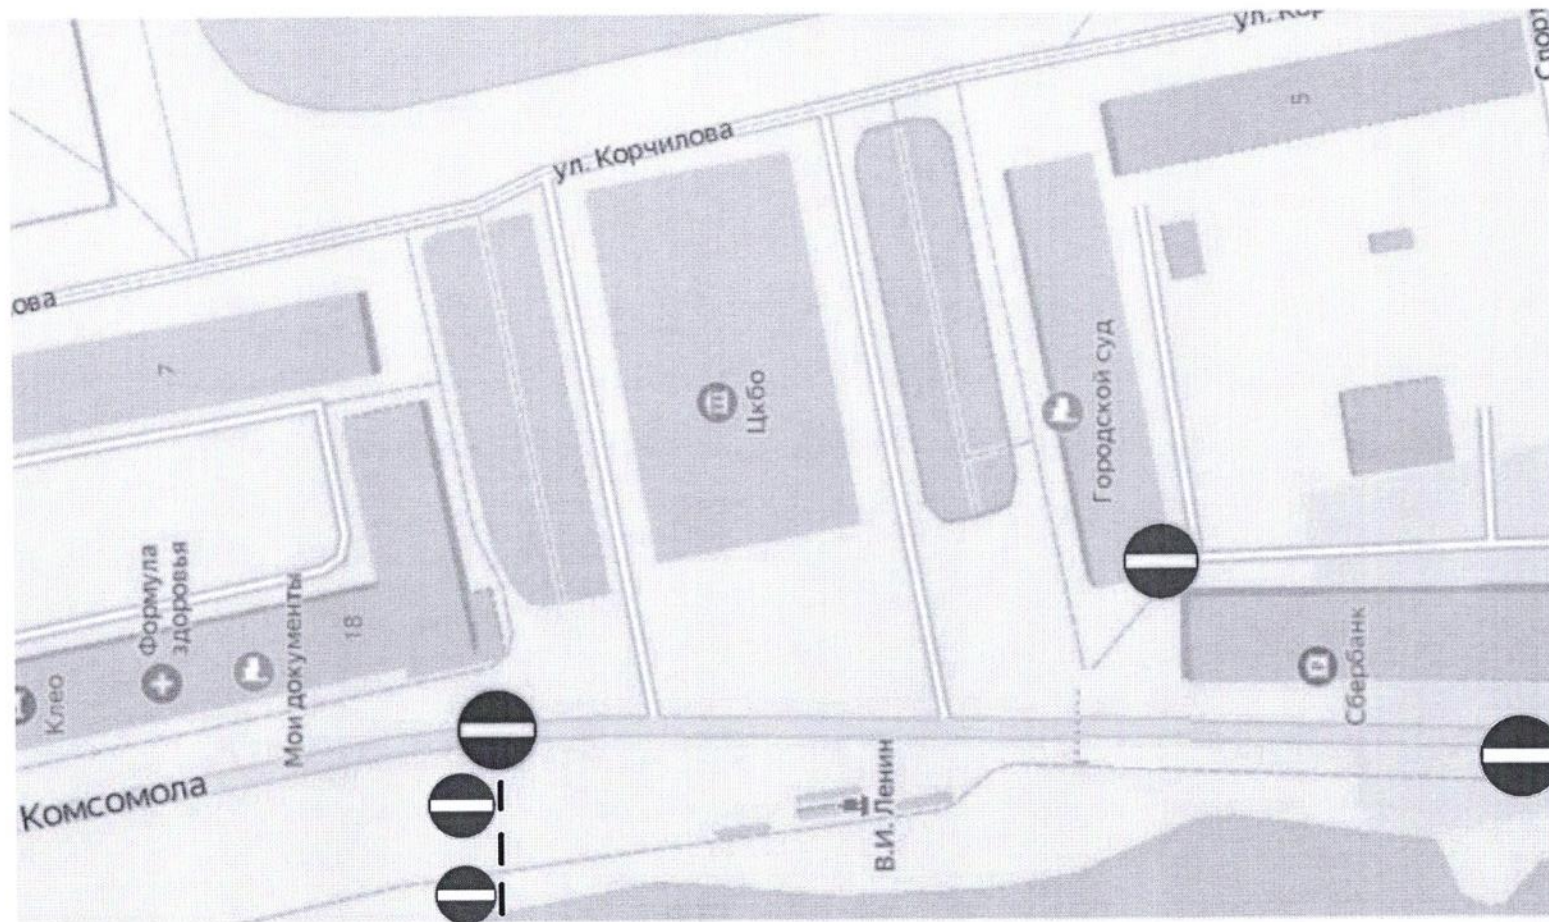 ул. Кор
Спорт
5
ул. Корчилова
ова
7
Цкбо
Городской суд
Формула
здоровья
18
Мои документы
Клео
Сбербанк
В.И. Ленин
Комсомола